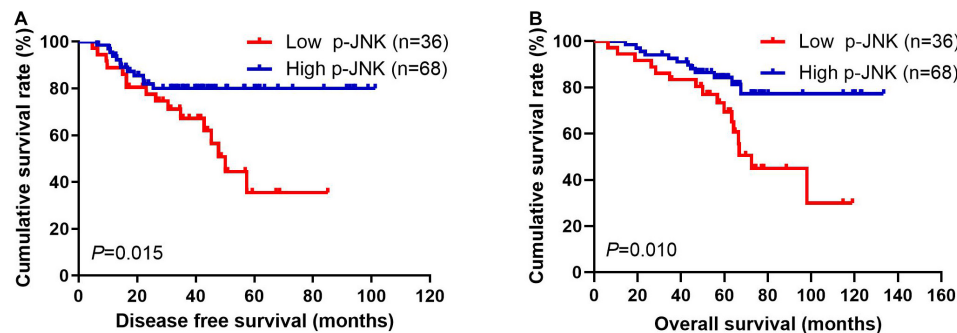 A
Cumulative survival rate (%)
100
80
60
40
20
0
Low p-JNK (n=36)
High p-JNK (n=68)
P=0.015
0 20 40 60 80 100 120
Disease free survival (months)
B
Cumulative survival rate (%)
100
80
60
40
20
0
Low p-JNK (n=36)
High p-JNK (n=68)
P=0.010
0 20 40 60 80 100 120 140 160
Overall survival (months)